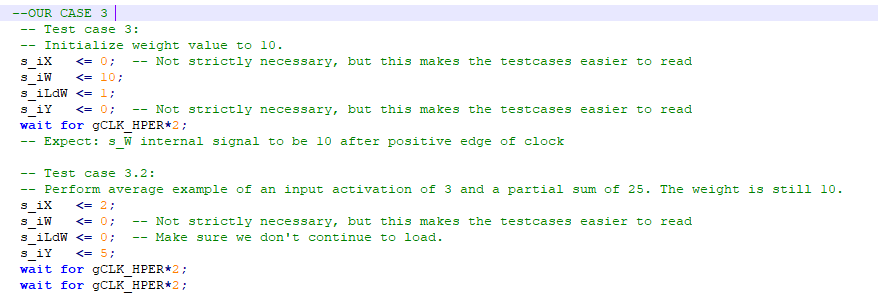 --OUR CASE 3
-- Test case 3:
-- Initialize weight value to 10.
s_iX   <= 0;  -- Not strictly necessary, but this makes the testcases easier to read
s_iW   <= 10;
s_iLdW <= 1;
s_iY   <= 0;  -- Not strictly necessary, but this makes the testcases easier to read
wait for gCLK_HPER*2;
-- Expect: s_W internal signal to be 10 after positive edge of clock
-- Test case 3.2:
-- Perform average example of an input activation of 3 and a partial sum of 25. The weight is still 10.
s_iX   <= 2;
s_iW   <= 0;  -- Not strictly necessary, but this makes the testcases easier to read
s_iLdW <= 0;  -- Make sure we don't continue to load.
s_iY   <= 5;
wait for gCLK_HPER*2;
wait for gCLK_HPER*2;